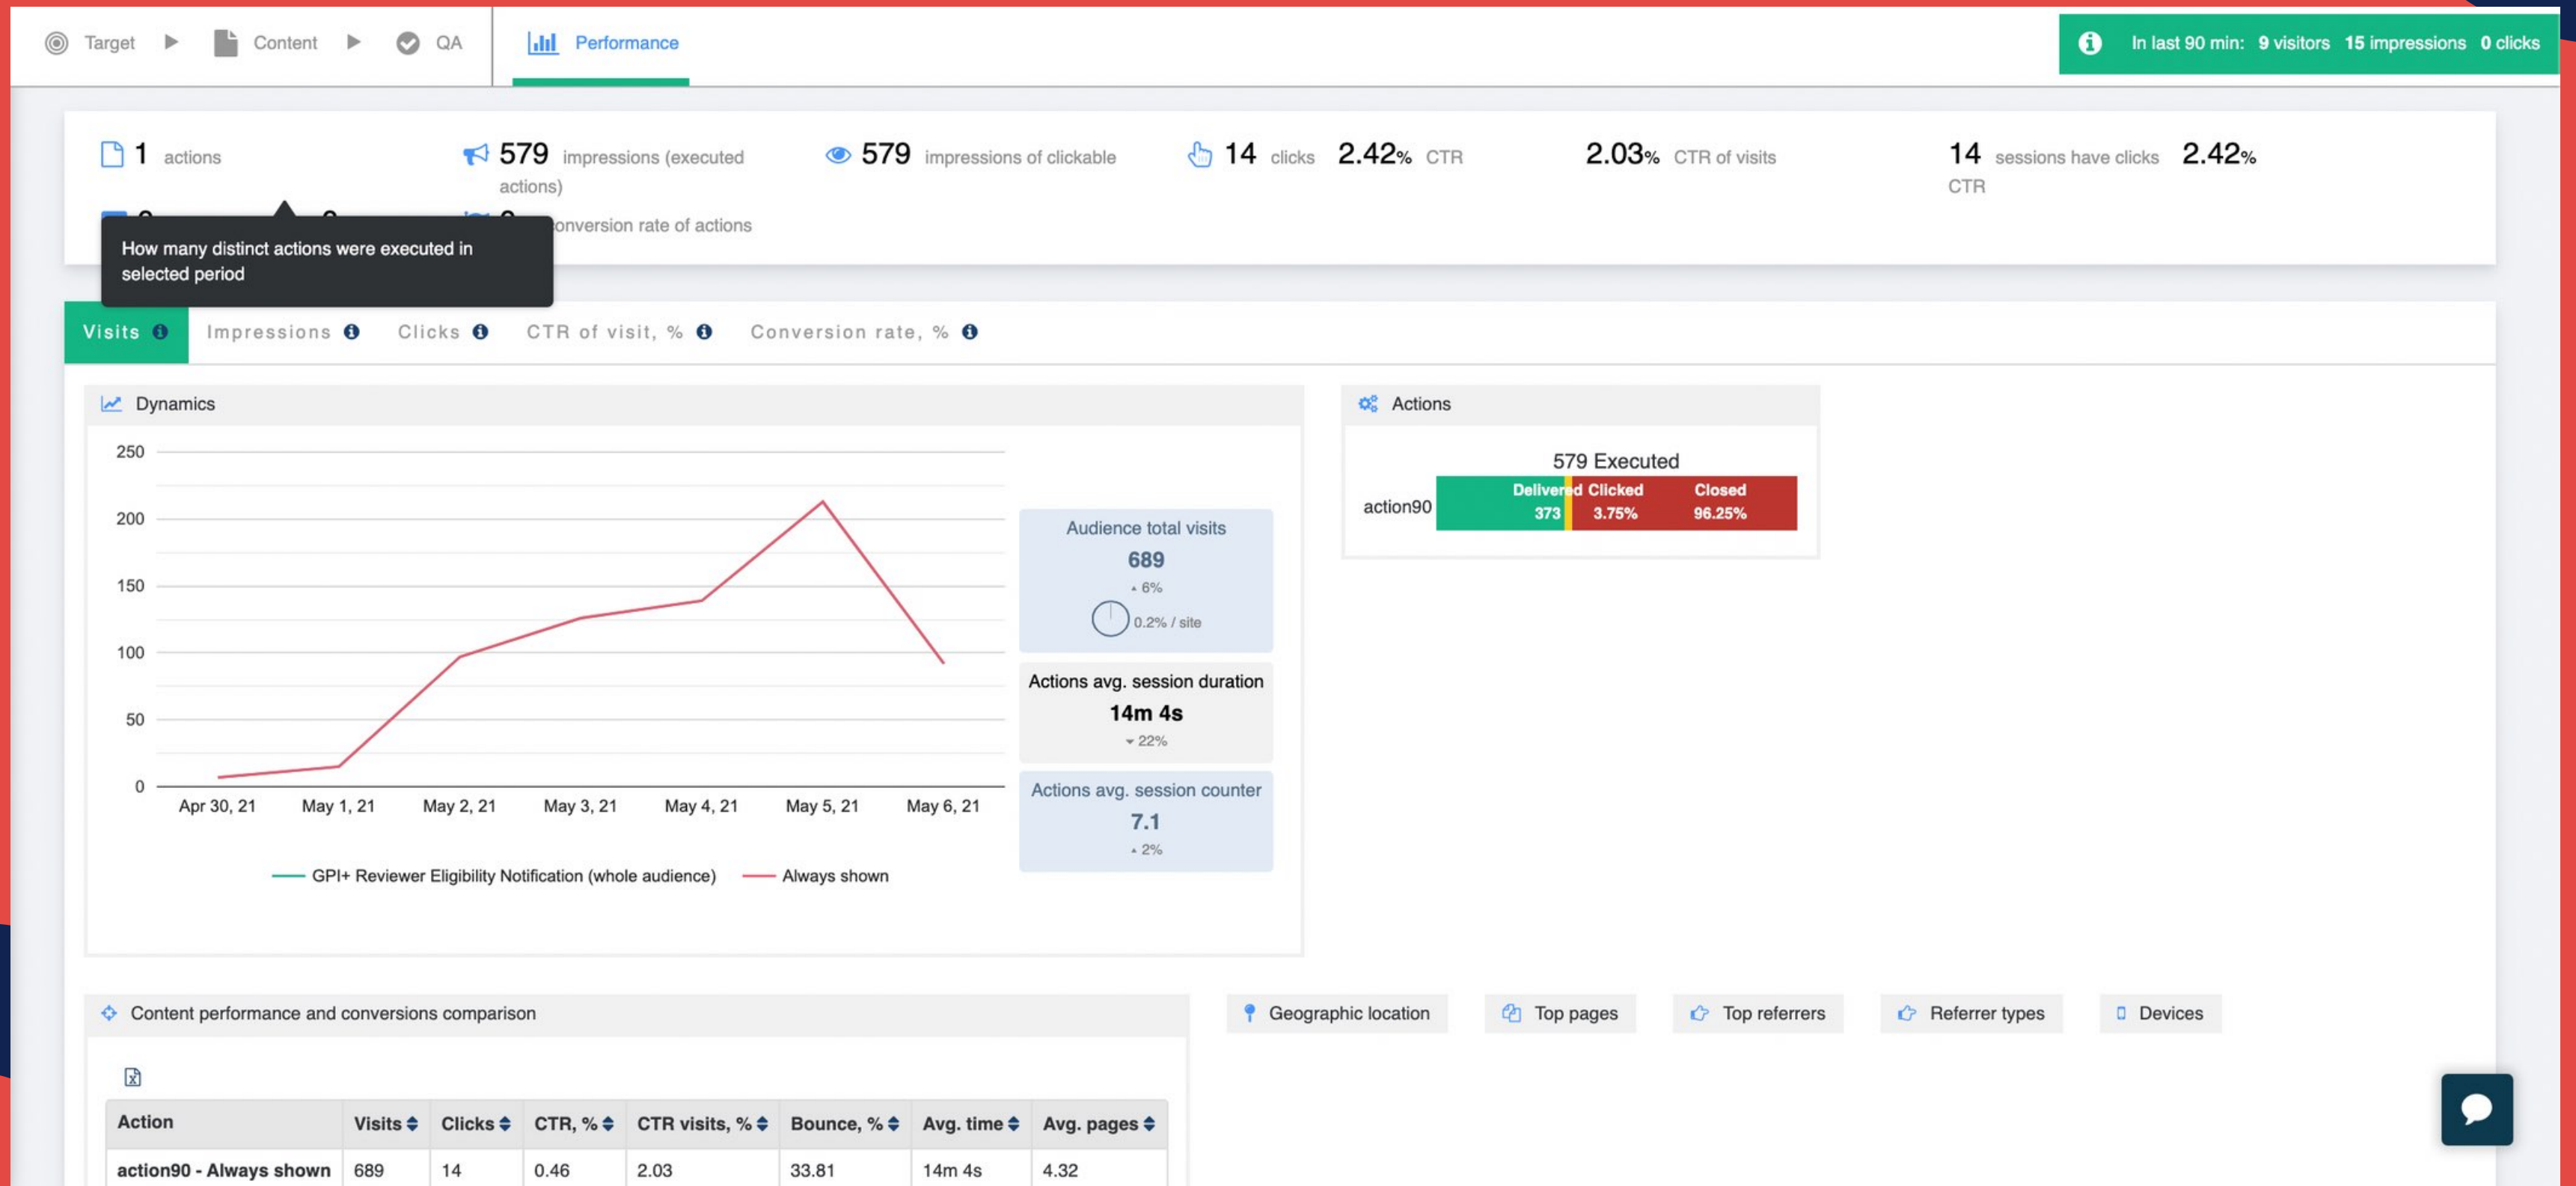 Target Content QA Performance
In last 90 min: 9 visitors 15 impressions 0 clicks
1 actions
579 impressions (executed
actions)
579 impressions of clickable
14 clicks 2.42% CTR
2.03% CTR of visits
14 sessions have clicks 2.42%
CTR
onversion rate of actions
How many distinct actions were executed in
selected period
Visits Impressions Clicks CTR of visit, % Conversion rate, %
Dynamics
250
200
150
100
50
0
Apr 30, 21 May 1, 21 May 2, 21 May 3, 21 May 4, 21 May 5, 21 May 6, 21
GPI+ Reviewer Eligibility Notification (whole audience) Always shown
Audience total visits
689
6%
0.2% / site
Actions avg. session duration
14m 4s
22%
Actions avg. session counter
7.1
2%
Actions
579 Executed
action90
Delivered Clicked Closed
373 3.75% 96.25%
Content performance and conversions comparison
Geographic location Top pages Top referrers Referrer types Devices
Action Visits Clicks CTR, % CTR visits, % Bounce, % Avg. time Avg. pages
action90 - Always shown 689 14 0.46 2.03 33.81 14m 4s 4.32